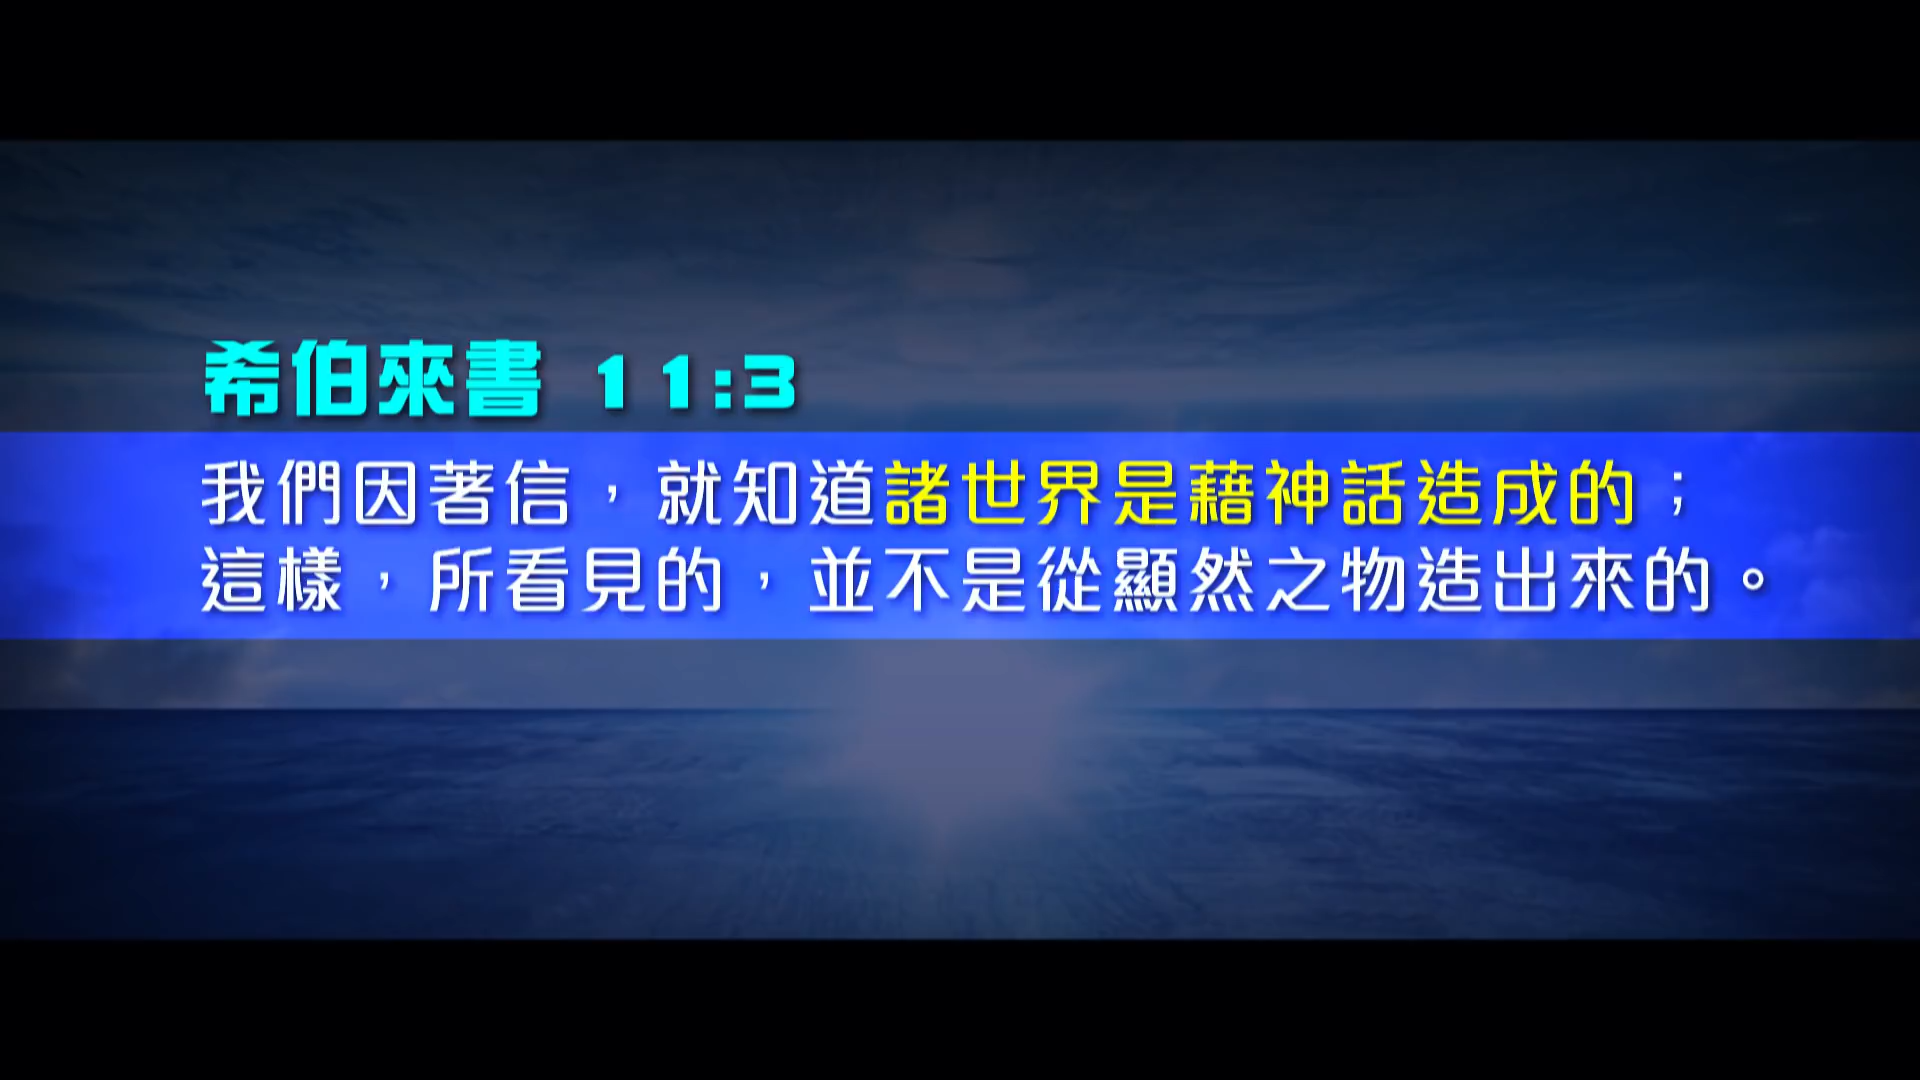 希伯來書 11:3
我們因著信，就知道諸世界是藉神話造成的；
這樣，所看見的，並不是從顯然之物造出來的。